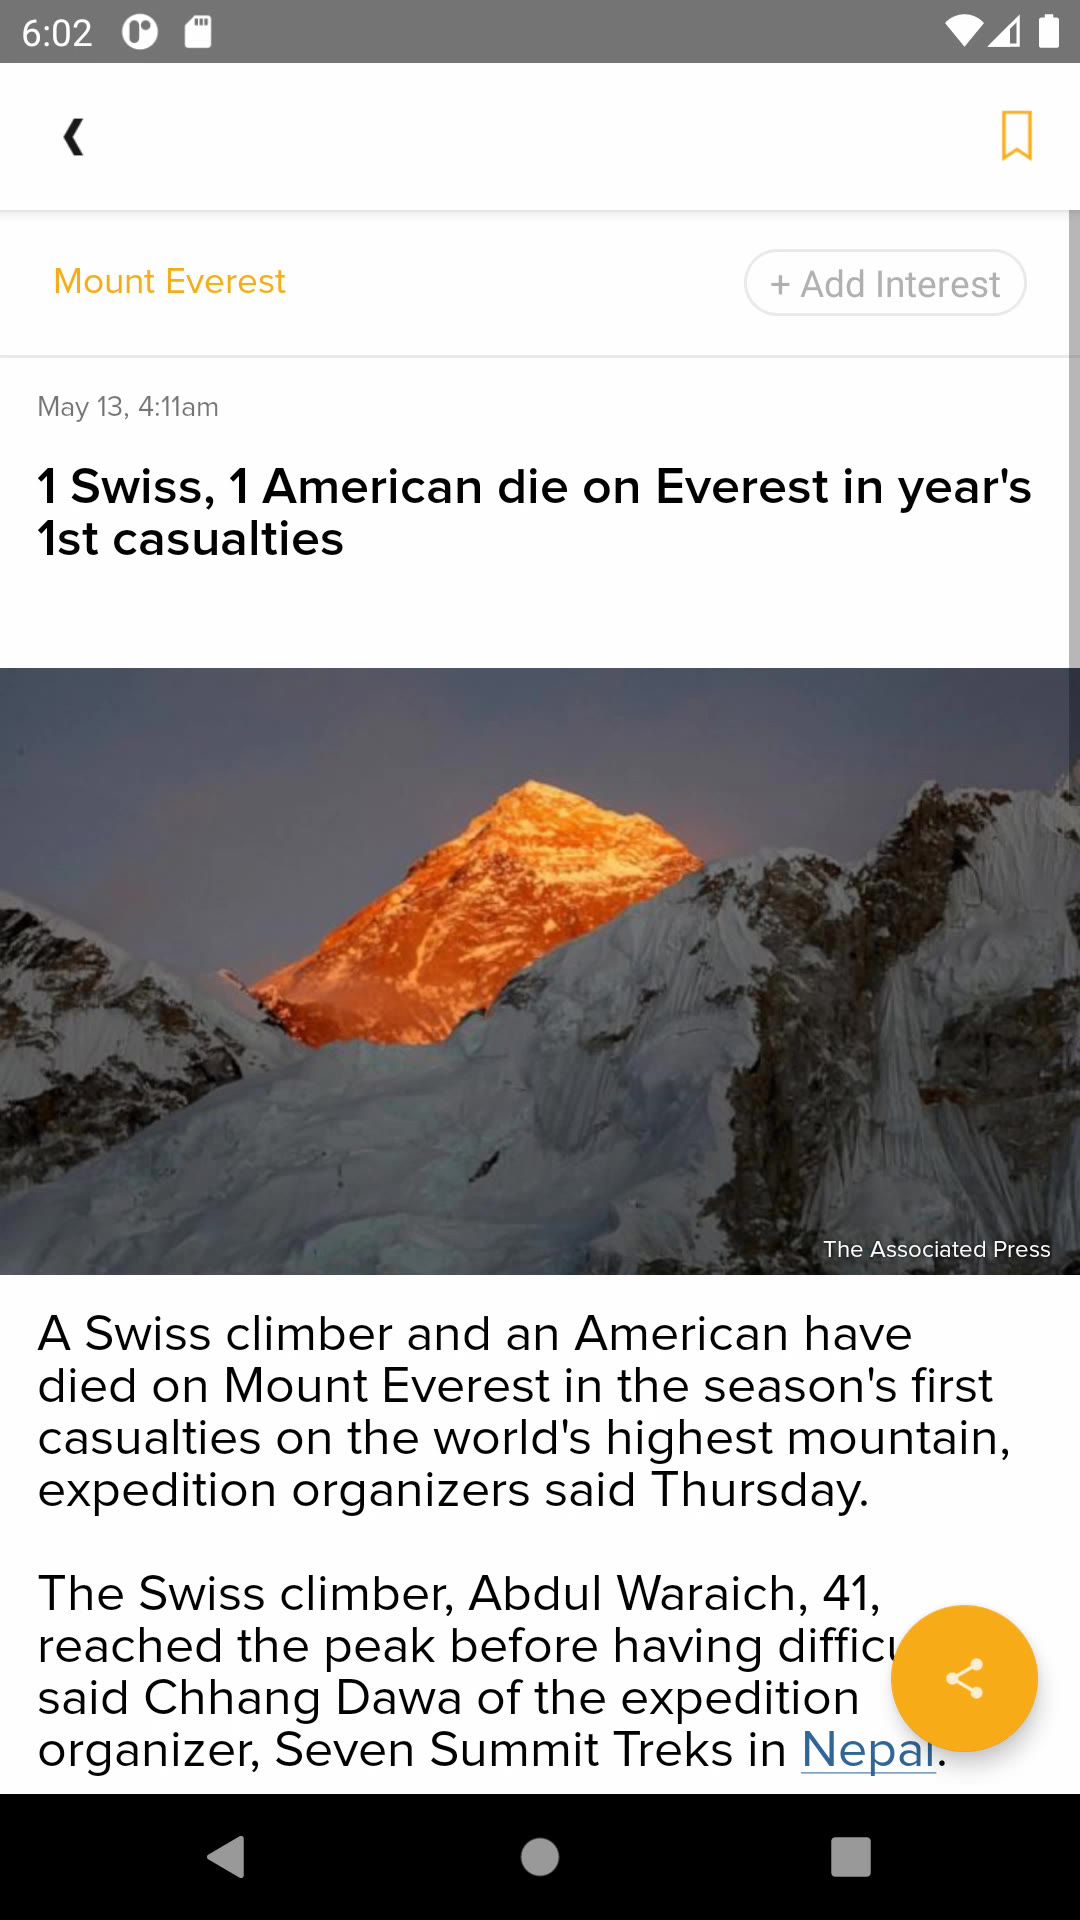 6:02
Mount Everest
+ Add Interest
May 13, 4:11am
1 Swiss, 1 American die on Everest in year's
1st casualties
The Associated Press
A Swiss climber and an American have
died on Mount Everest in the season's first
casualties on the world's highest mountain,
expedition organizers said Thursday.
The Swiss climber, Abdul Waraich, 41,
reached the peak before having
said Chhang Dawa of the expedition
organizer, Seven Summit Treks in Nepal.